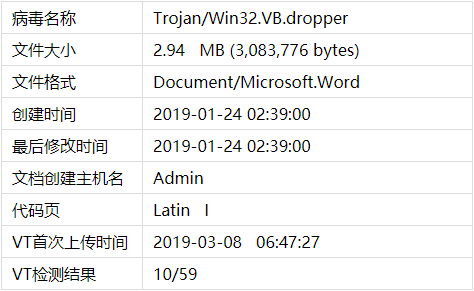 病毒名称 Trojan/Win32.VB.dropper
文件大小 2.94 MB (3,083,776 bytes)
文件格式 Document/Microsoft.Word
创建时间 2019-01-24 02:39:00
最后修改时间 2019-01-24 02:39:00
文档创建主机名 Admin
代码页 Latin I
VT首次上传时间 2019-03-08 06:47:27
VT检测结果 10/59